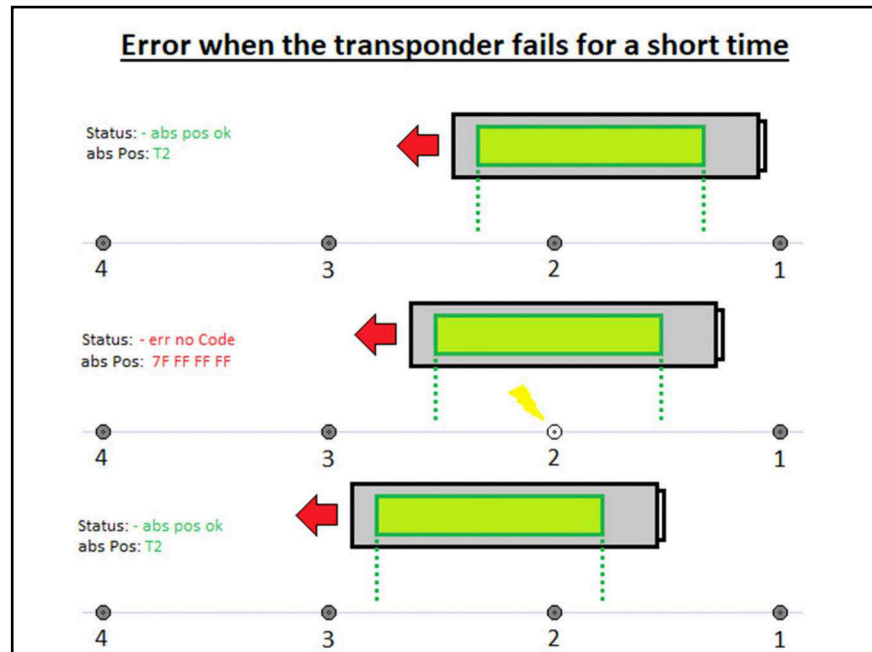 Error when the transponder fails for a short time
Status: - abs pos ok
abs Pos: T2
4 3 2 1
Status: - err no Code
abs Pos: 7F FF FF FF
4 3 2 1
Status: - abs pos ok
abs Pos: T2
4 3 2 1